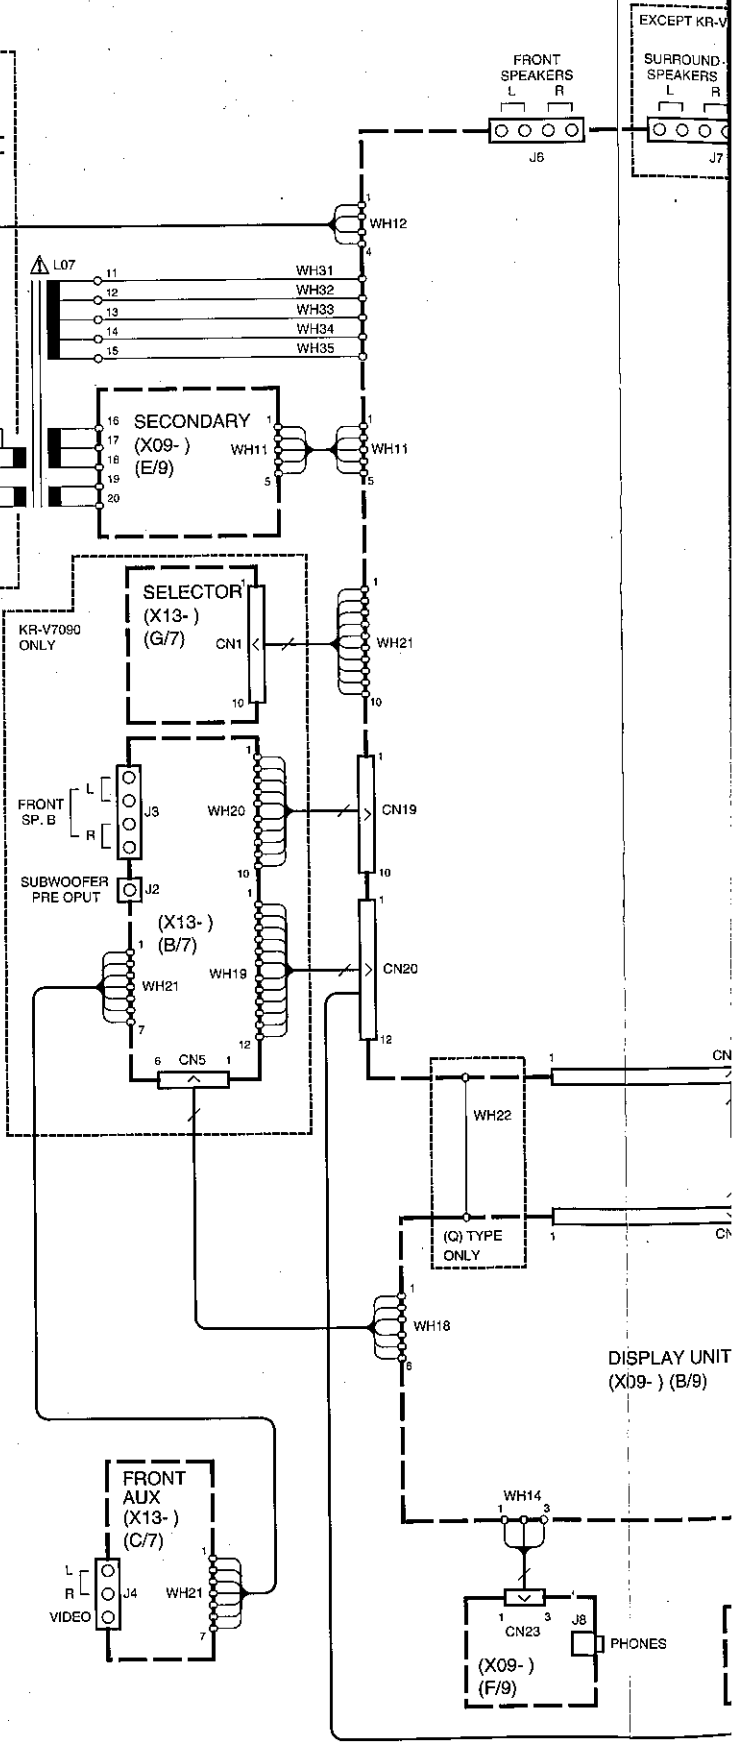 EXCEPT KR-V
FRONT
SPEAKERS
L R
J6
SURROUND
SPEAKERS
L R
J7
1
WH12
4
L07
11 WH31
12 WH32
13 WH33
14 WH34
15 WH35
16
17
18
19
20
SECONDARY
(X09- )
(E/9)
1
WH11
5
1
WH11
5
KR-V7090
ONLY
SELECTOR
(X13- )
(G/7)
1
CN1
10
1
WH21
10
FRONT
SP. B
L
R
J3
SUBWOOFER
PRE OPUT
J2
1
WH20
10
1
CN19
10
(X13- )
(B/7)
1
WH19
12
1
CN20
12
1
WH21
7
6 CN5 1
1
CN
WH22
(Q) TYPE
ONLY
1
CN
1
WH18
6
DISPLAY UNIT
(X09- ) (B/9)
FRONT
AUX
(X13- )
(C/7)
L
R
VIDEO
J4
1
WH21
7
WH14
1 3
1 3
CN23
J8
PHONES
(X09- )
(F/9)